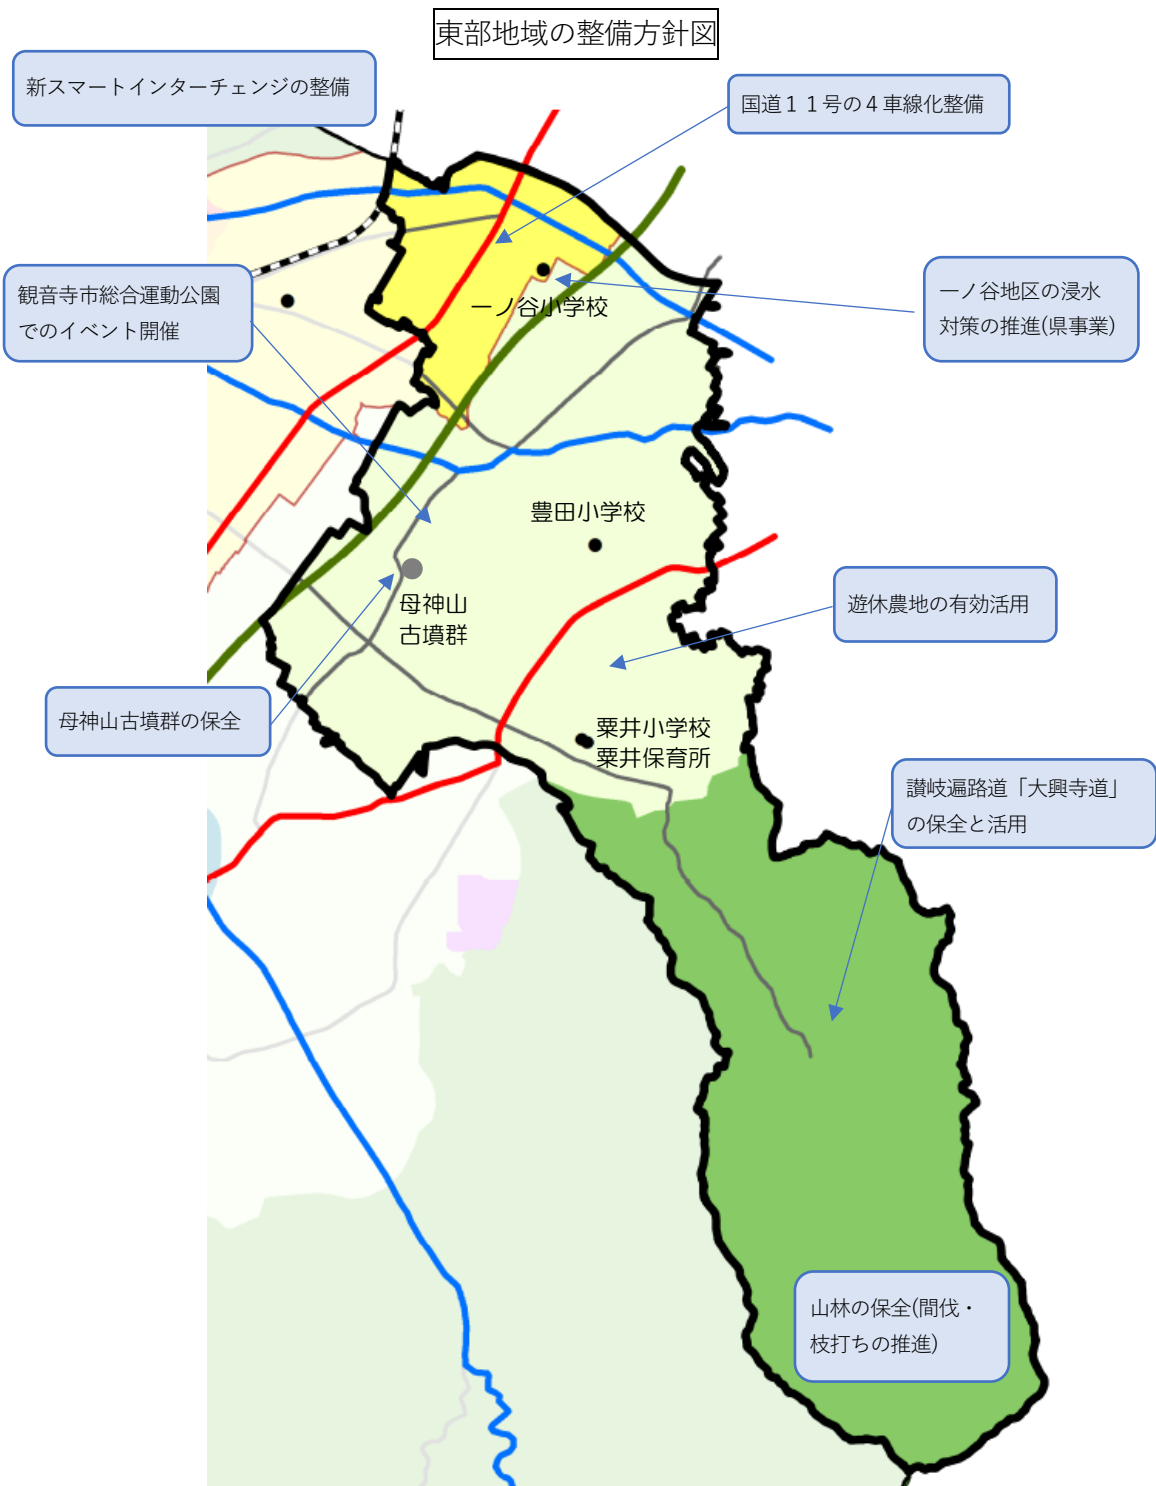 東部地域の整備方針図
新スマートインターチェンジの整備
国道１１号の４車線化整備
観音寺市総合運動公園
でのイベント開催
一ノ谷地区の浸水
対策の推進(県事業)
一ノ谷小学校
豊田小学校
母神山
古墳群
遊休農地の有効活用
母神山古墳群の保全
粟井小学校
粟井保育所
讃岐遍路道「大興寺道」
の保全と活用
山林の保全(間伐・
枝打ちの推進)